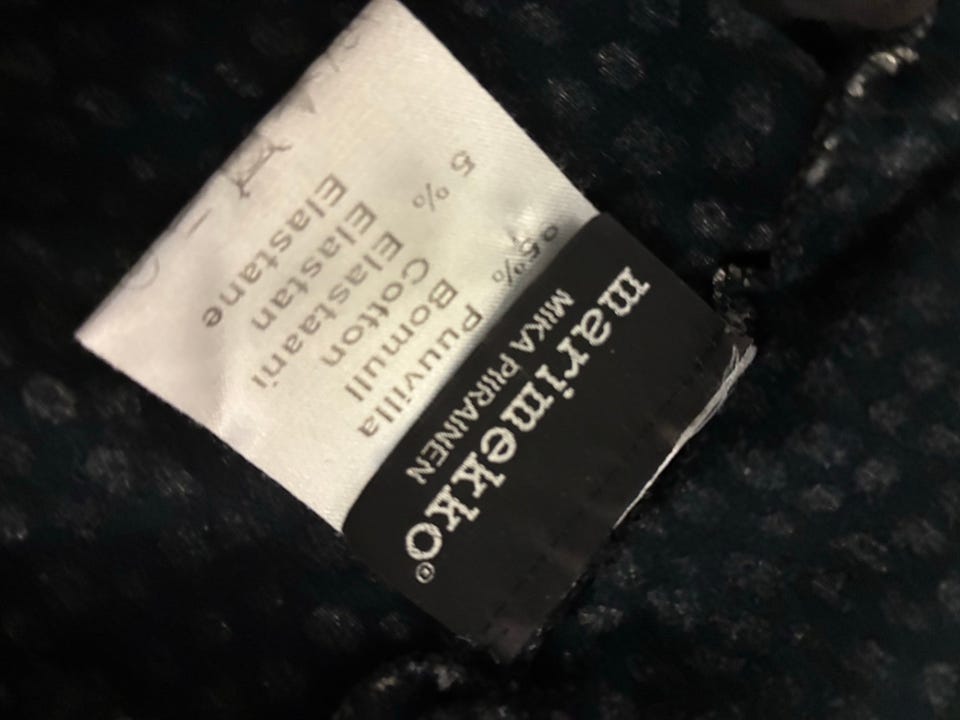 marimekko®
MIKA PIIRAINEN
95% Puuvilla
Bomull
Cotton
5 % Elastaani
Elastan
Elastane